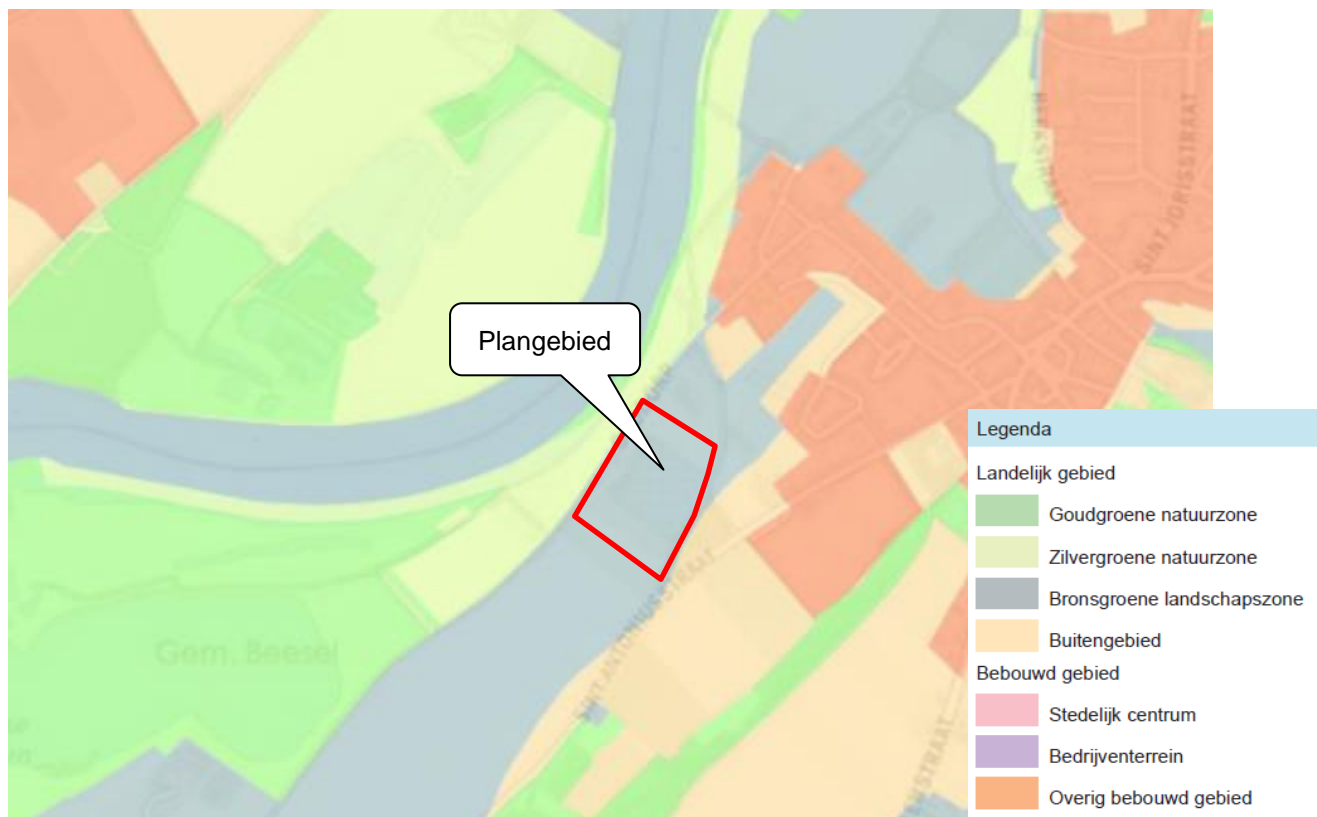 SINT JORISSTRAAT
Plangebied
KAMP
SINT ANTONIUSSTRAAT
Gem. Beesel
Legenda
Landelijk gebied
Goudgroene natuurzone
Zilvergroene natuurzone
Bronsgroene landschapszone
Buitengebied
Bebouwd gebied
Stedelijk centrum
Bedrijventerrein
Overig bebouwd gebied